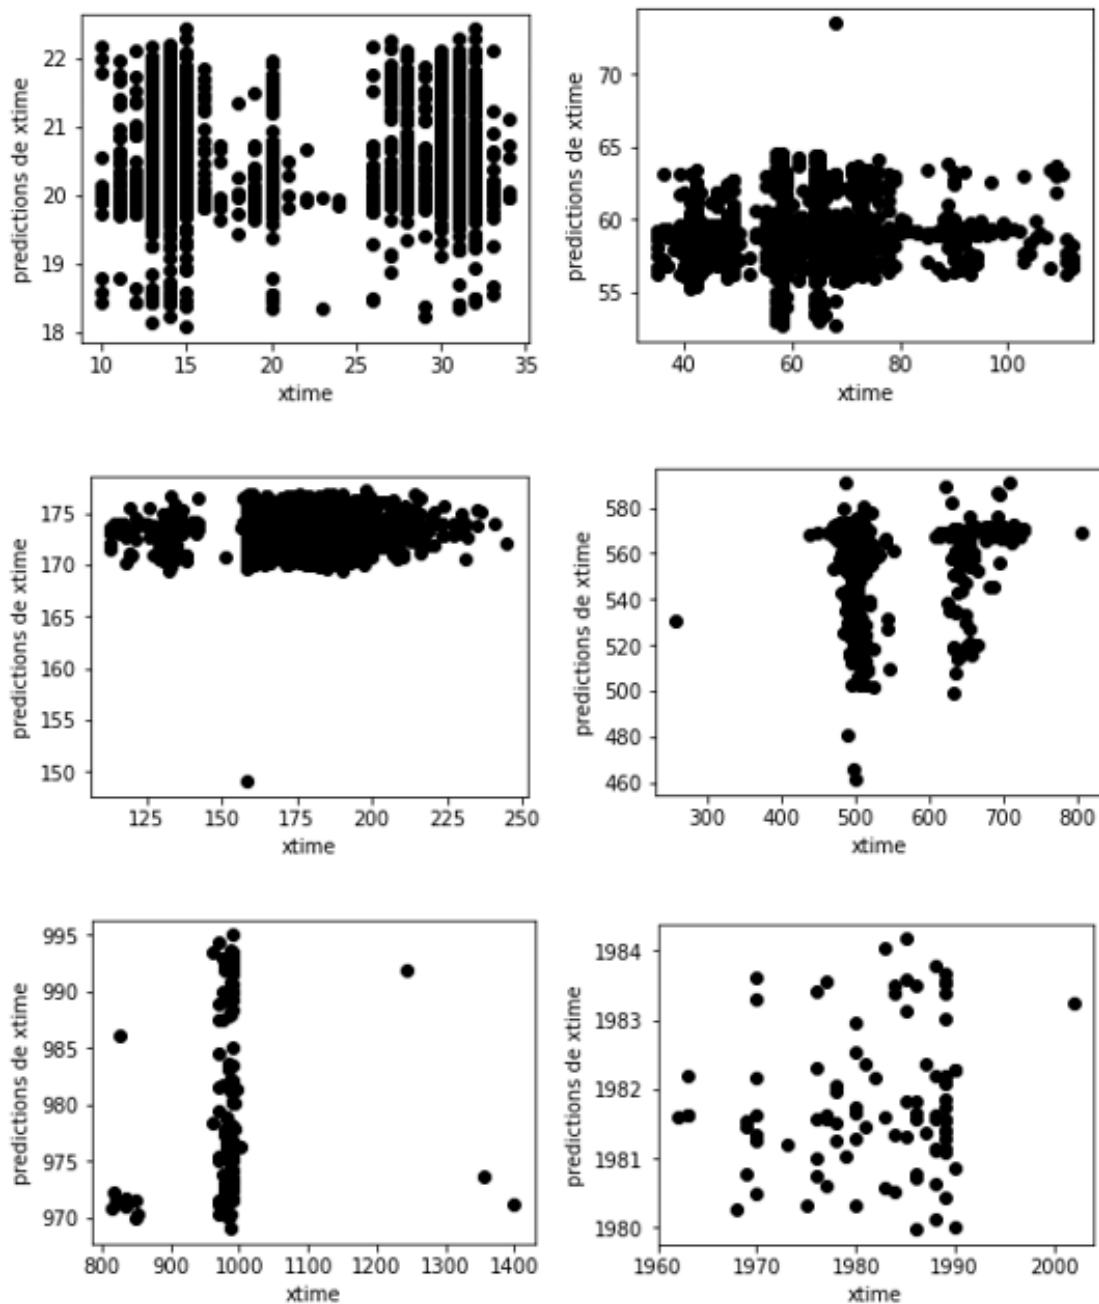 22
21
20
19
18
predictions de xtime
10 15 20 25 30 35
xtime
70
65
60
55
predictions de xtime
40 60 80 100
xtime
175
170
165
160
155
150
predictions de xtime
125 150 175 200 225 250
xtime
580
560
540
520
500
480
460
predictions de xtime
300 400 500 600 700 800
xtime
995
990
985
980
975
970
predictions de xtime
800 900 1000 1100 1200 1300 1400
xtime
1984
1983
1982
1981
1980
predictions de xtime
1960 1970 1980 1990 2000
xtime